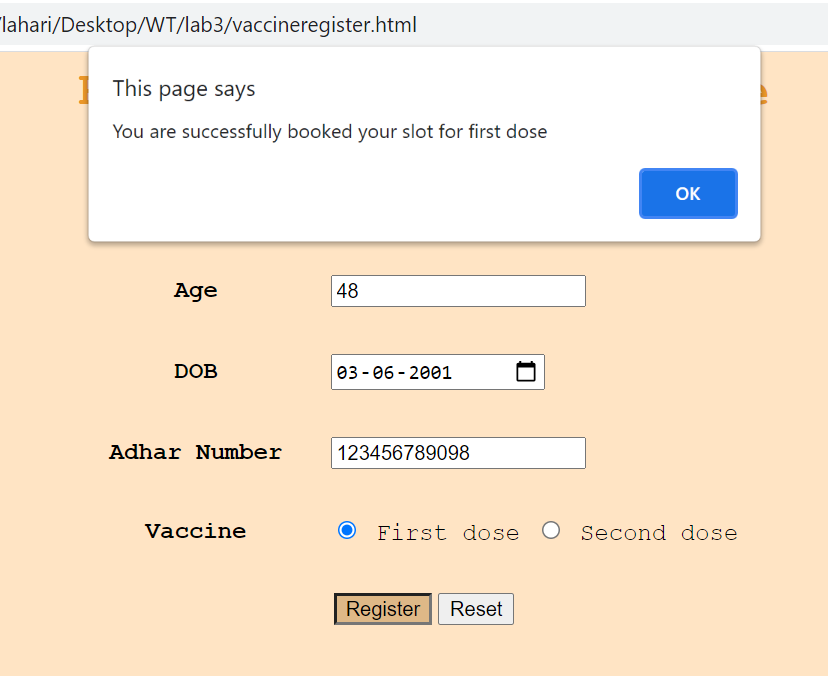 /lahari/Desktop/WT/lab3/vaccineregister.html
This page says
You are successfully booked your slot for first dose
OK
Age 48
DOB 03-06-2001
Adhar Number 123456789098
Vaccine First dose Second dose
Register Reset